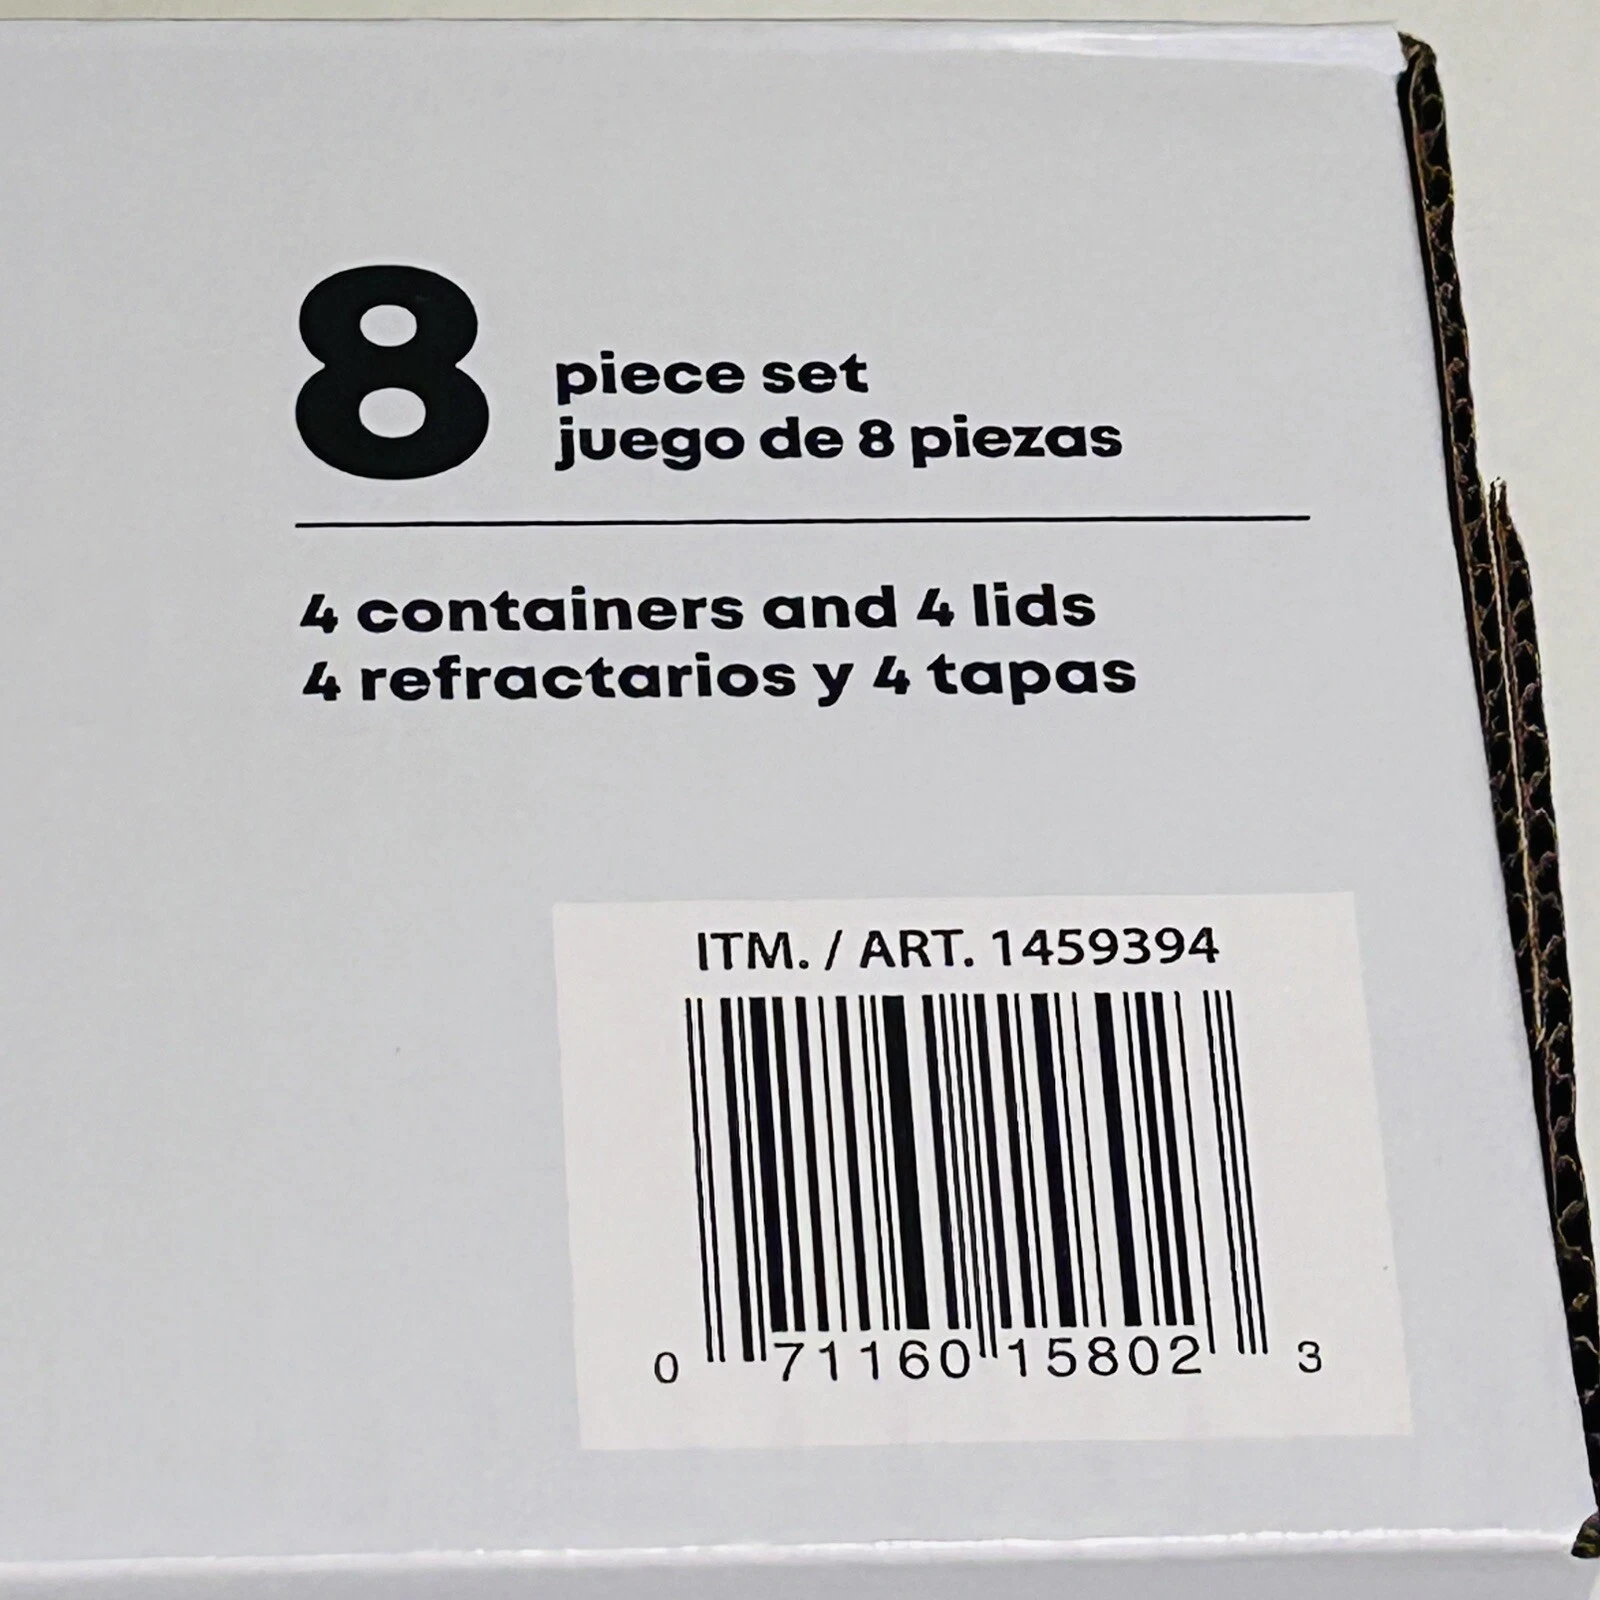 8 piece set
juego de 8 piezas
4 containers and 4 lids
4 refractarios y 4 tapas
ITM. / ART. 1459394
0 71160 15802 3